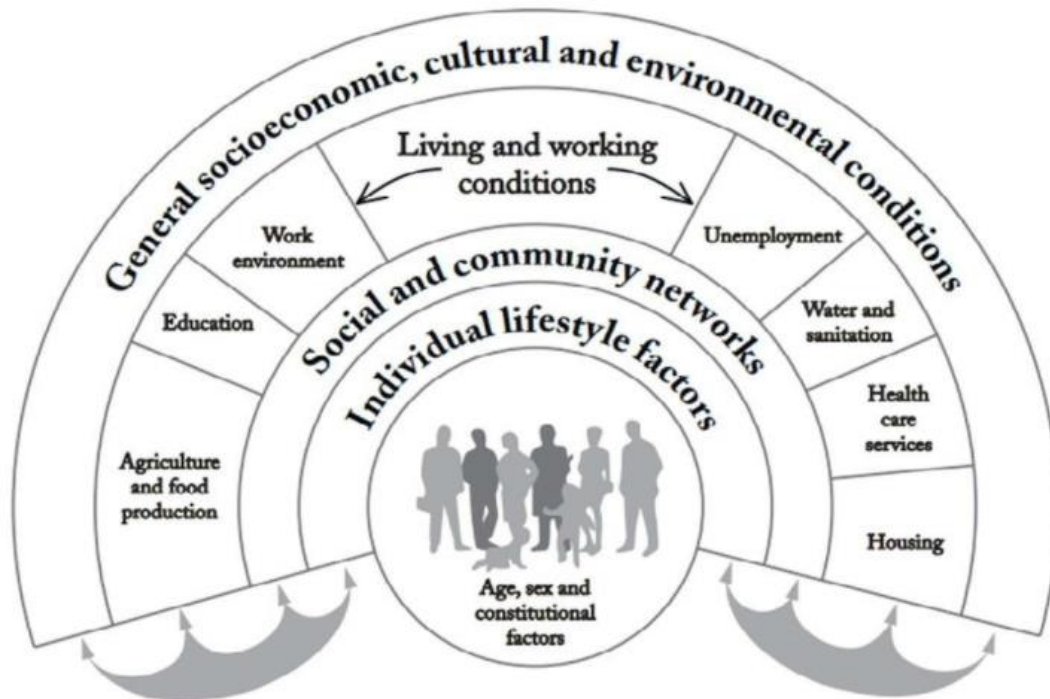 General socioeconomic, cultural and environmental conditions
Living and working
conditions
Work
environment
Unemployment
Education
Water and
sanitation
Agriculture
and food
production
Health
care
services
Housing
Social and community networks
Individual lifestyle factors
Age, sex and
constitutional
factors